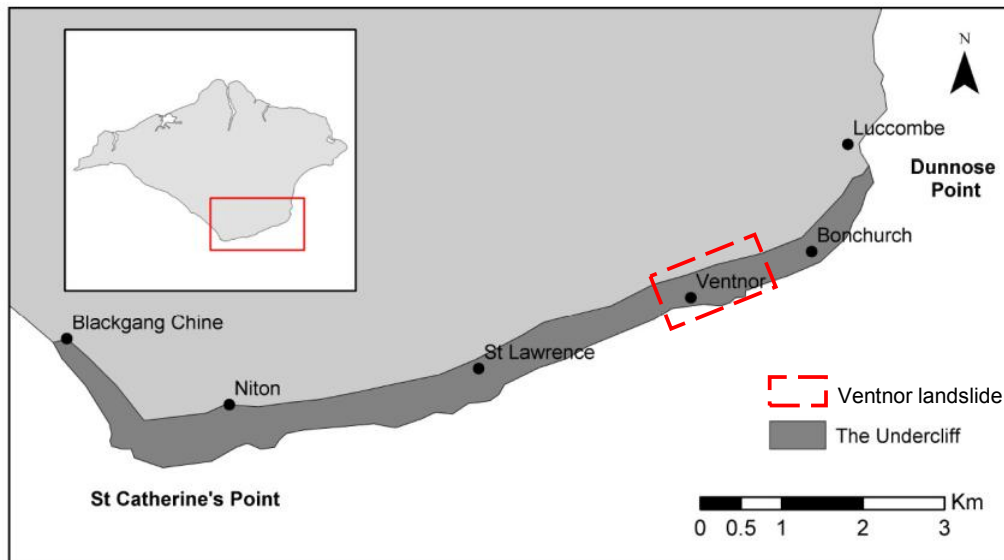 N
Luccombe
Dunnose
Point
Bonchurch
Ventnor
Blackgang Chine
St Lawrence
Niton
Ventnor landslide
The Undercliff
St Catherine's Point
Km
0 0.5 1 2 3